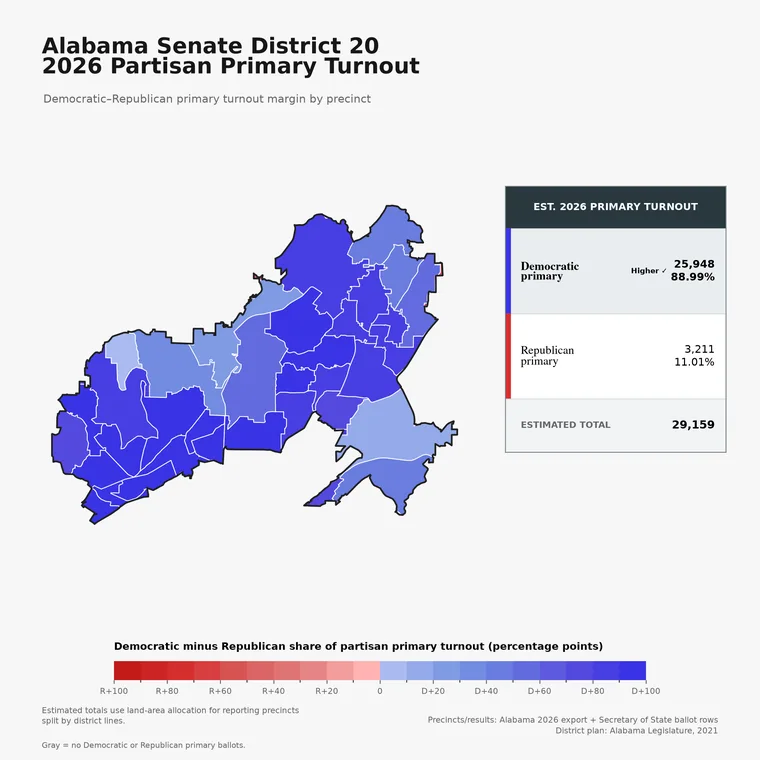 Alabama Senate District 20
2026 Partisan Primary Turnout
Democratic–Republican primary turnout margin by precinct
EST. 2026 PRIMARY TURNOUT
Democratic
primary
Higher ✓
25,948
88.99%
Republican
primary
3,211
11.01%
ESTIMATED TOTAL
29,159
Democratic minus Republican share of partisan primary turnout (percentage points)
R+100 R+80 R+60 R+40 R+20 0 D+20 D+40 D+60 D+80 D+100
Estimated totals use land-area allocation for reporting precincts
split by district lines.
Gray = no Democratic or Republican primary ballots.
Precincts/results: Alabama 2026 export + Secretary of State ballot rows
District plan: Alabama Legislature, 2021